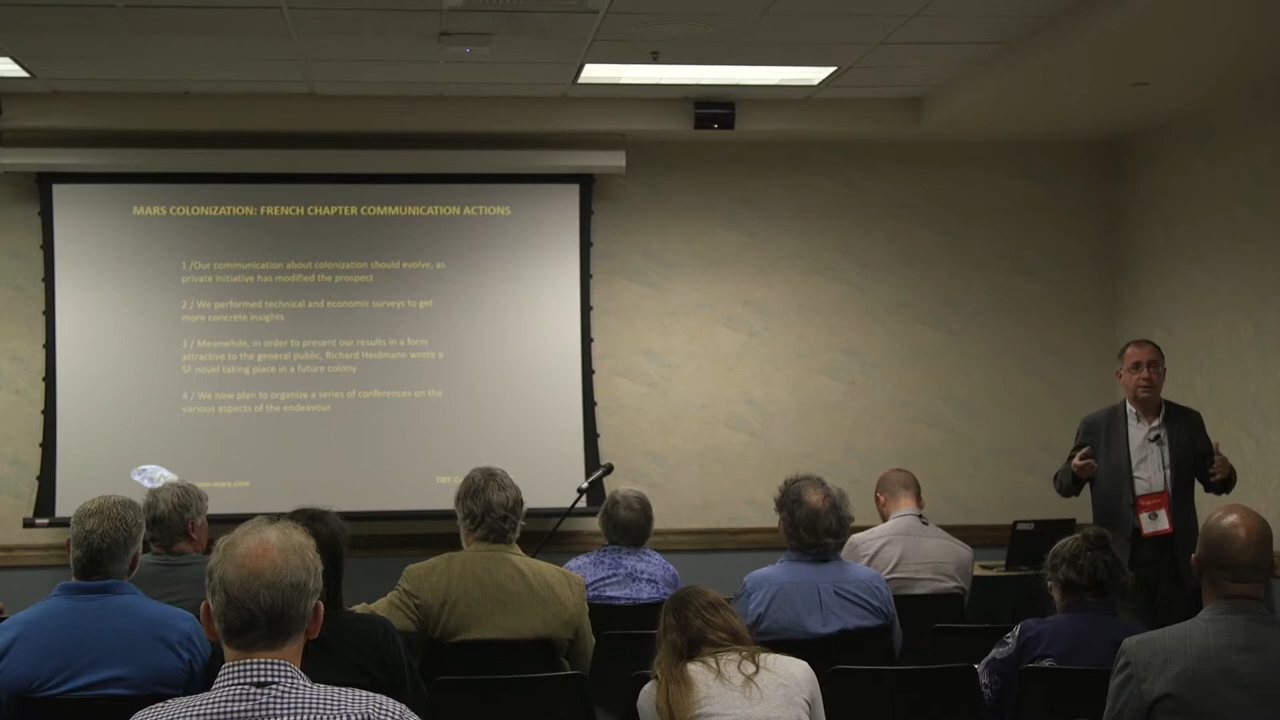 MARS COLONIZATION: FRENCH CHAPTER COMMUNICATION ACTIONS
1 /Our communication about colonization should evolve, as
private initiative has modified the prospect
2 / We performed technical and economic surveys to get
more concrete insights
3 / Meanwhile, in order to present our results in a form
attractive to the general public, Richard Heidmann wrote a
SF novel taking place in a future colony
4 / We now plan to organize a series of conferences on the
various aspects of the endeavour